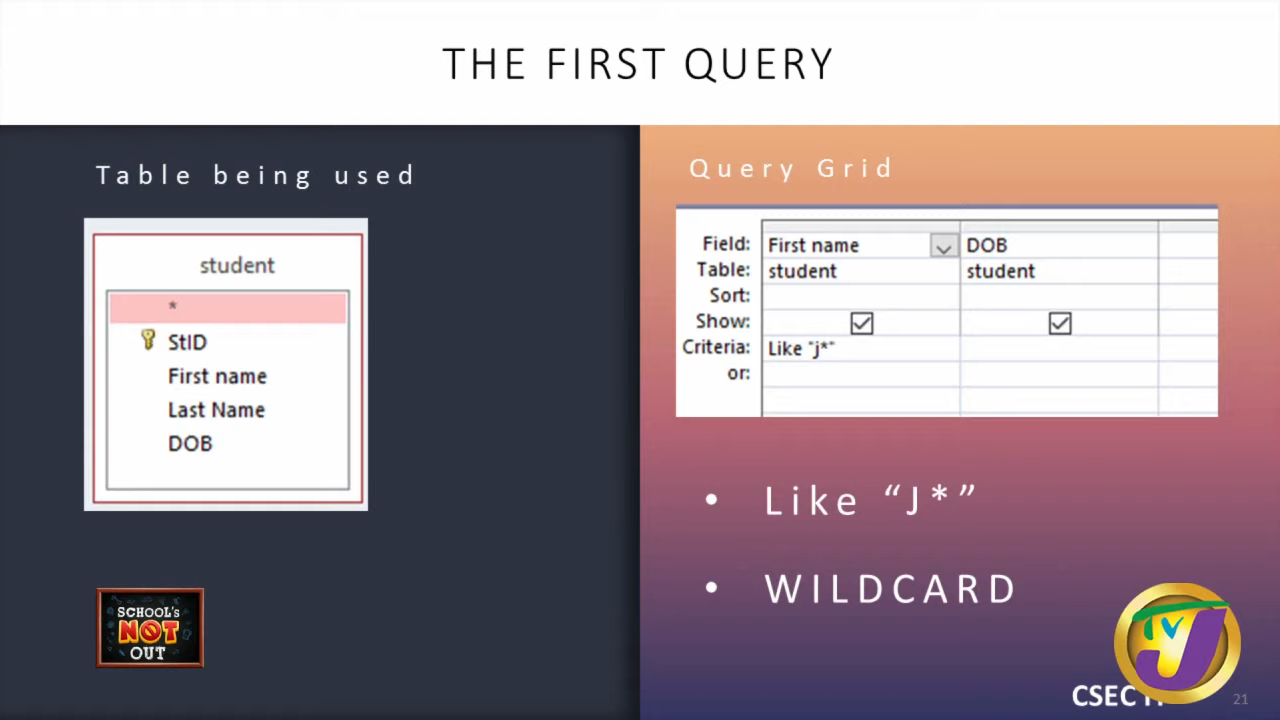 THE FIRST QUERY
Table being used
student
*
StID
First name
Last Name
DOB
Query Grid
Field: First name DOB
Table: student student
Sort:
Show:
Criteria: Like "j*"
or:
• Like “J*”
• WILDCARD
SCHOOL's
NOT
OUT
TVJ
CSEC
21